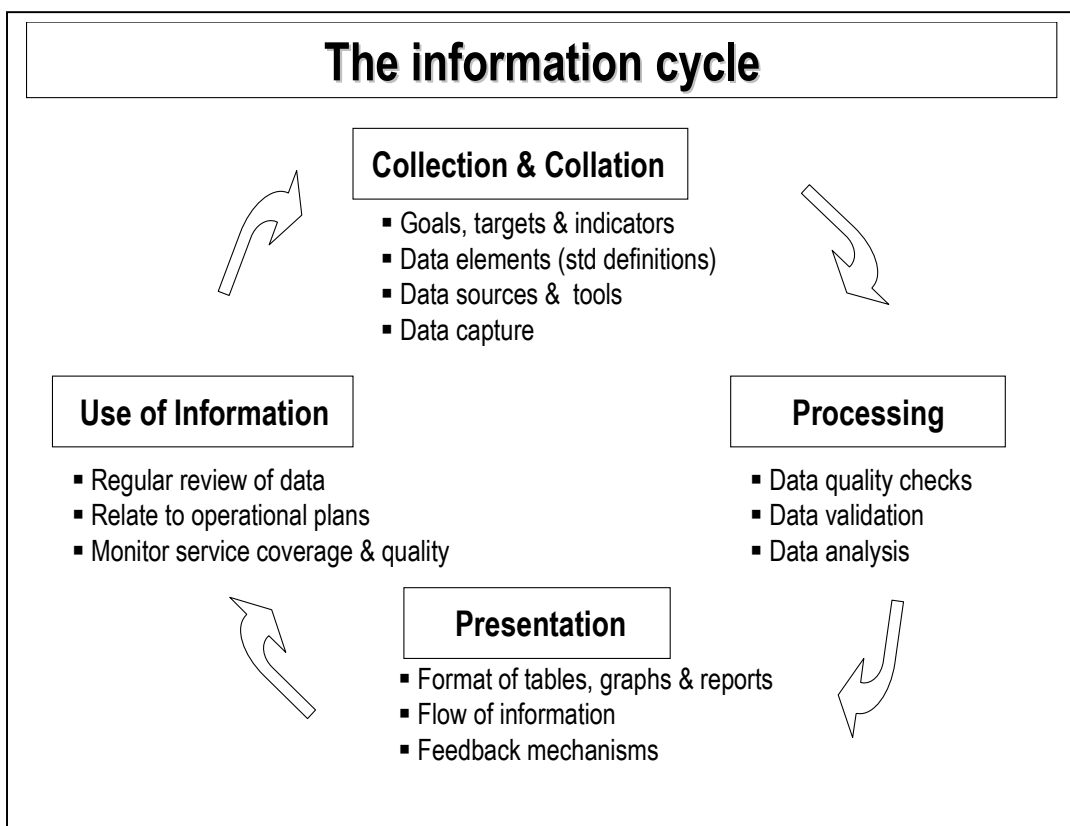 The information cycle
Collection & Collation
▪ Goals, targets & indicators
▪ Data elements (std definitions)
▪ Data sources & tools
▪ Data capture
Use of Information
▪ Regular review of data
▪ Relate to operational plans
▪ Monitor service coverage & quality
Processing
▪ Data quality checks
▪ Data validation
▪ Data analysis
Presentation
▪ Format of tables, graphs & reports
▪ Flow of information
▪ Feedback mechanisms